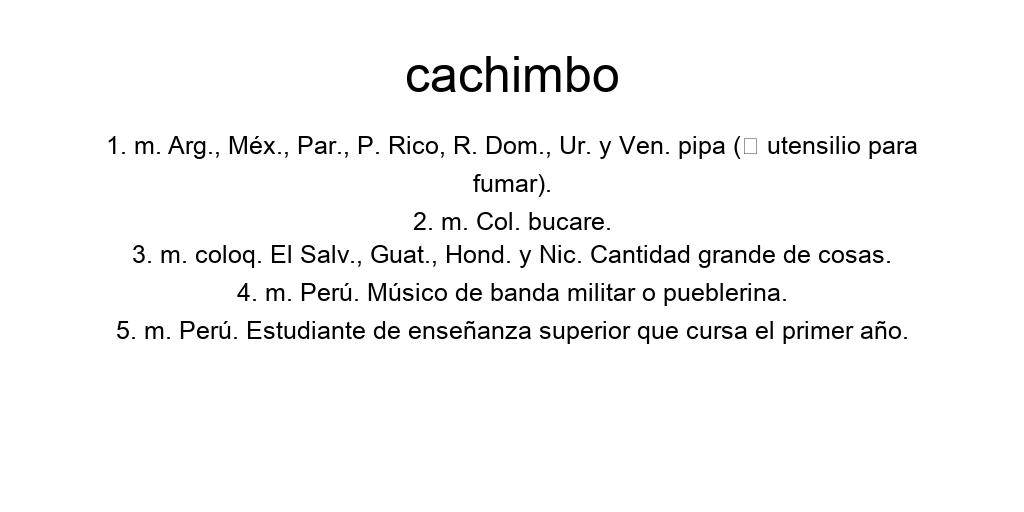 cachimbo
1. m. Arg., Méx., Par., P. Rico, R. Dom., Ur. y Ven. pipa (□ utensilio para
fumar).
2. m. Col. bucare.
3. m. coloq. El Salv., Guat., Hond. y Nic. Cantidad grande de cosas.
4. m. Perú. Músico de banda militar o pueblerina.
5. m. Perú. Estudiante de enseñanza superior que cursa el primer año.